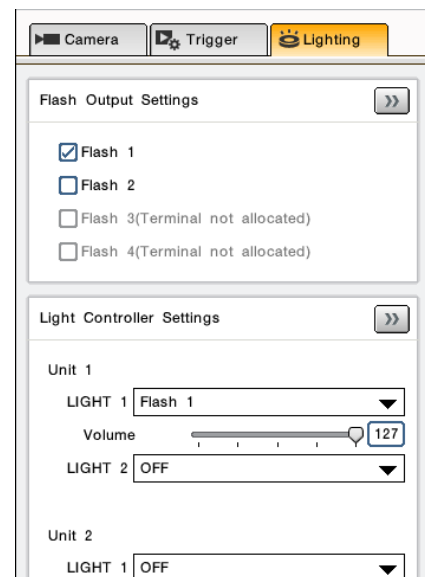 Camera Trigger Lighting
Flash Output Settings
Flash 1
Flash 2
Flash 3(Terminal not allocated)
Flash 4(Terminal not allocated)
Light Controller Settings
Unit 1
LIGHT 1 Flash 1
Volume 127
LIGHT 2 OFF
Unit 2
LIGHT 1 OFF